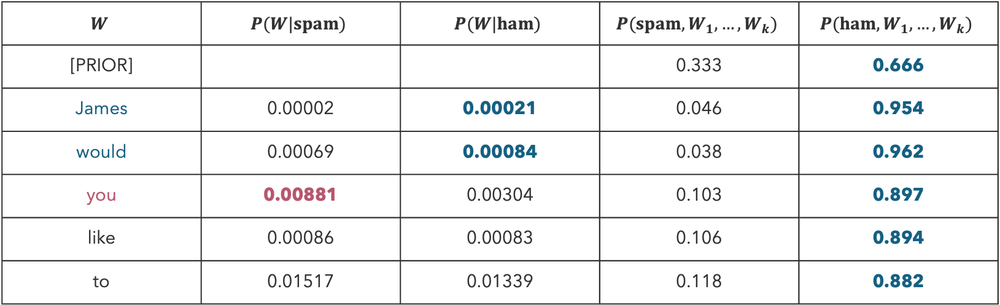 W P(W|spam) P(W|ham) P(spam, W₁, ..., Wₖ) P(ham, W₁, ..., Wₖ)
[PRIOR] 0.333 0.666
James 0.00002 0.00021 0.046 0.954
would 0.00069 0.00084 0.038 0.962
you 0.00881 0.00304 0.103 0.897
like 0.00086 0.00083 0.106 0.894
to 0.01517 0.01339 0.118 0.882